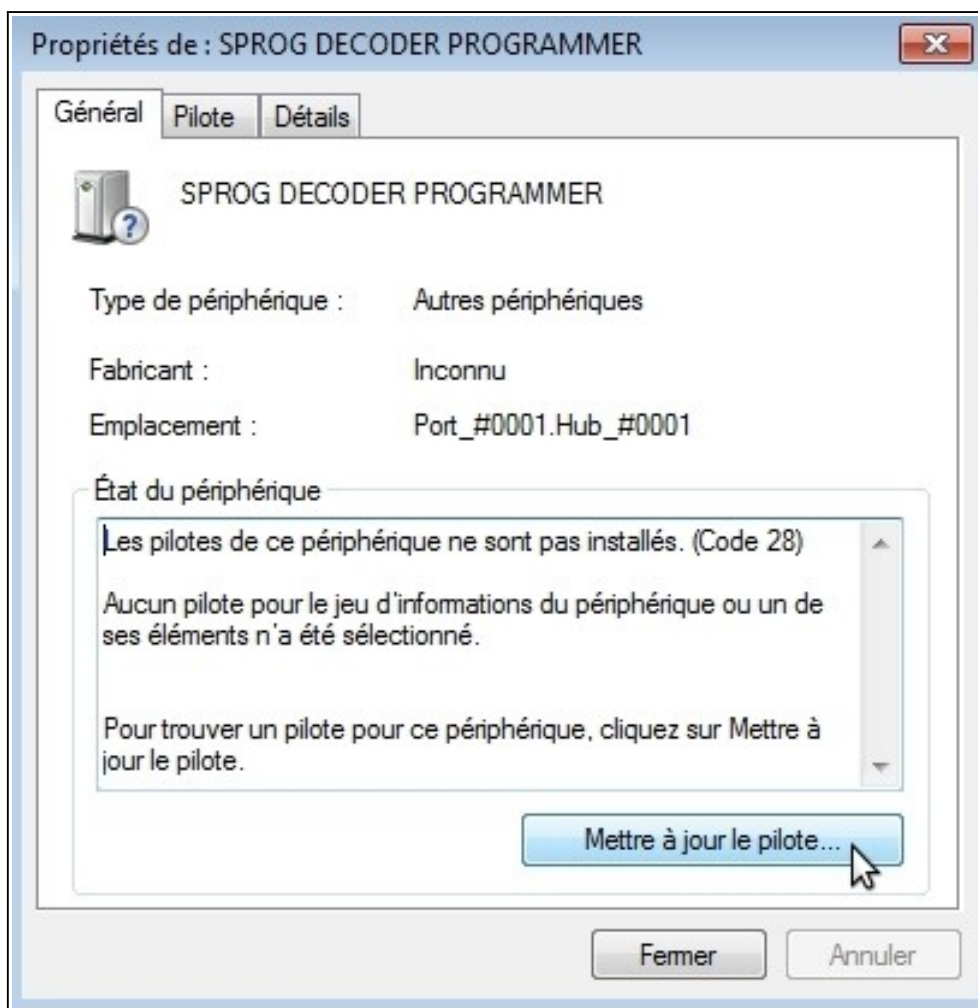 Propriétés de : SPROG DECODER PROGRAMMER
Général
Pilote
Détails
SPROG DECODER PROGRAMMER
Type de périphérique :
Autres périphériques
Fabricant :
Inconnu
Emplacement :
Port_#0001.Hub_#0001
État du périphérique
Les pilotes de ce périphérique ne sont pas installés. (Code 28)
Aucun pilote pour le jeu d'informations du périphérique ou un de
ses éléments n'a été sélectionné.
Pour trouver un pilote pour ce périphérique, cliquez sur Mettre à
jour le pilote.
Mettre à jour le pilote...
Fermer
Annuler